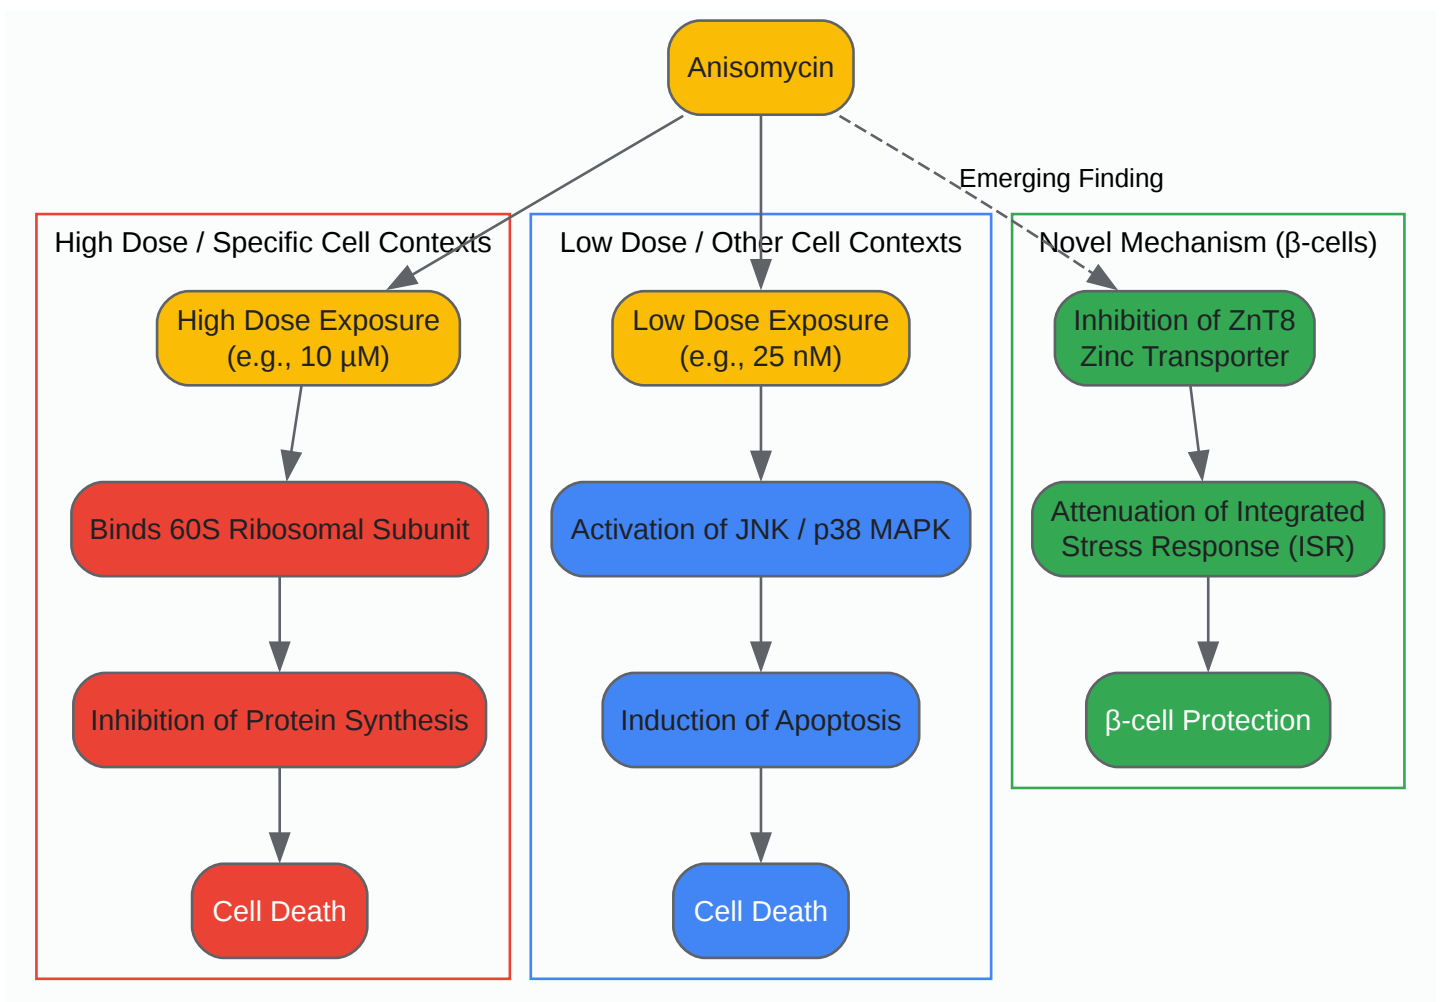 Anisomycin
Emerging Finding
High Dose / Specific Cell Contexts
High Dose Exposure
(e.g., 10 µM)
Binds 60S Ribosomal Subunit
Inhibition of Protein Synthesis
Cell Death
Low Dose / Other Cell Contexts
Low Dose Exposure
(e.g., 25 nM)
Activation of JNK / p38 MAPK
Induction of Apoptosis
Cell Death
Novel Mechanism (β-cells)
Inhibition of ZnT8
Zinc Transporter
Attenuation of Integrated
Stress Response (ISR)
β-cell Protection